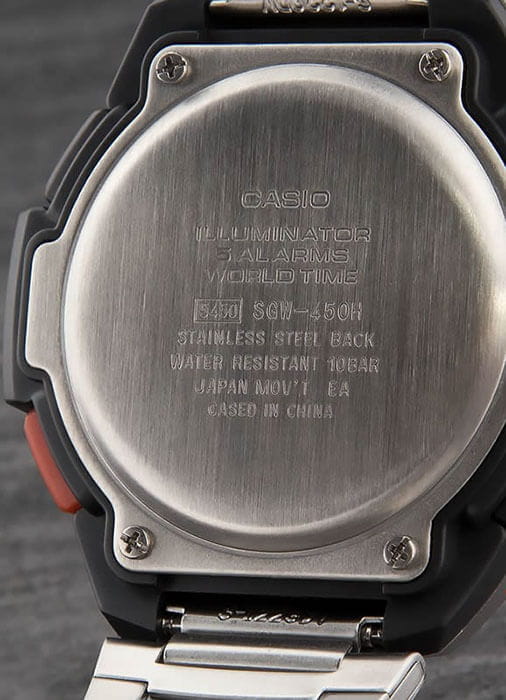 CASIO
ILLUMINATOR
5 ALARMS
WORLD TIME
5450 SGW-450H
STAINLESS STEEL BACK
WATER RESISTANT 10BAR
JAPAN MOV'T EA
CASED IN CHINA